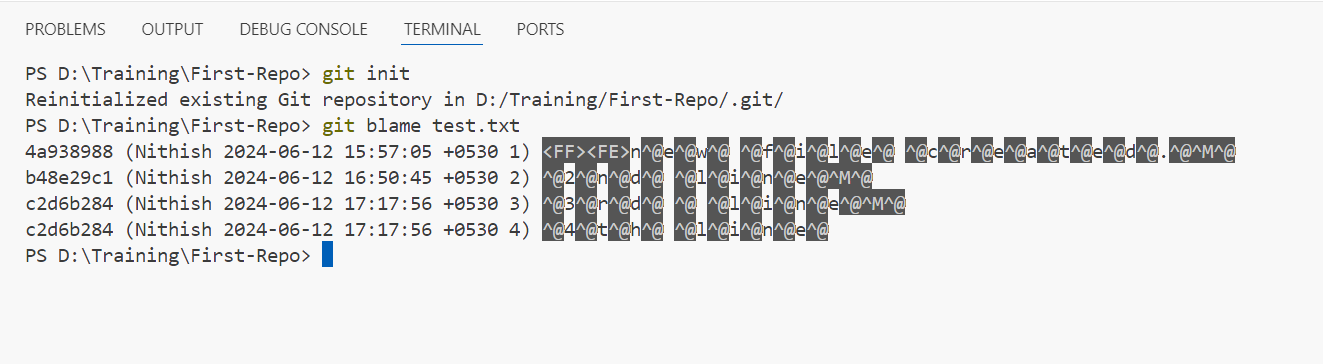 PROBLEMS OUTPUT DEBUG CONSOLE TERMINAL PORTS
PS D:\Training\First-Repo> git init
Reinitialized existing Git repository in D:/Training/First-Repo/.git/
PS D:\Training\First-Repo> git blame test.txt
4a938988 (Nithish 2024-06-12 15:57:05 +0530 1) <FF><FE>n^@e^@w^@ ^@f^@i^@l^@e^@ ^@c^@r^@e^@a^@t^@e^@d^@.^@^M^@
b48e29c1 (Nithish 2024-06-12 16:50:45 +0530 2) ^@2^@n^@d^@ ^@l^@i^@n^@e^@^M^@
c2d6b284 (Nithish 2024-06-12 17:17:56 +0530 3) ^@3^@r^@d^@ ^@ ^@l^@i^@n^@e^@^M^@
c2d6b284 (Nithish 2024-06-12 17:17:56 +0530 4) ^@4^@t^@h^@ ^@l^@i^@n^@e^@
PS D:\Training\First-Repo>